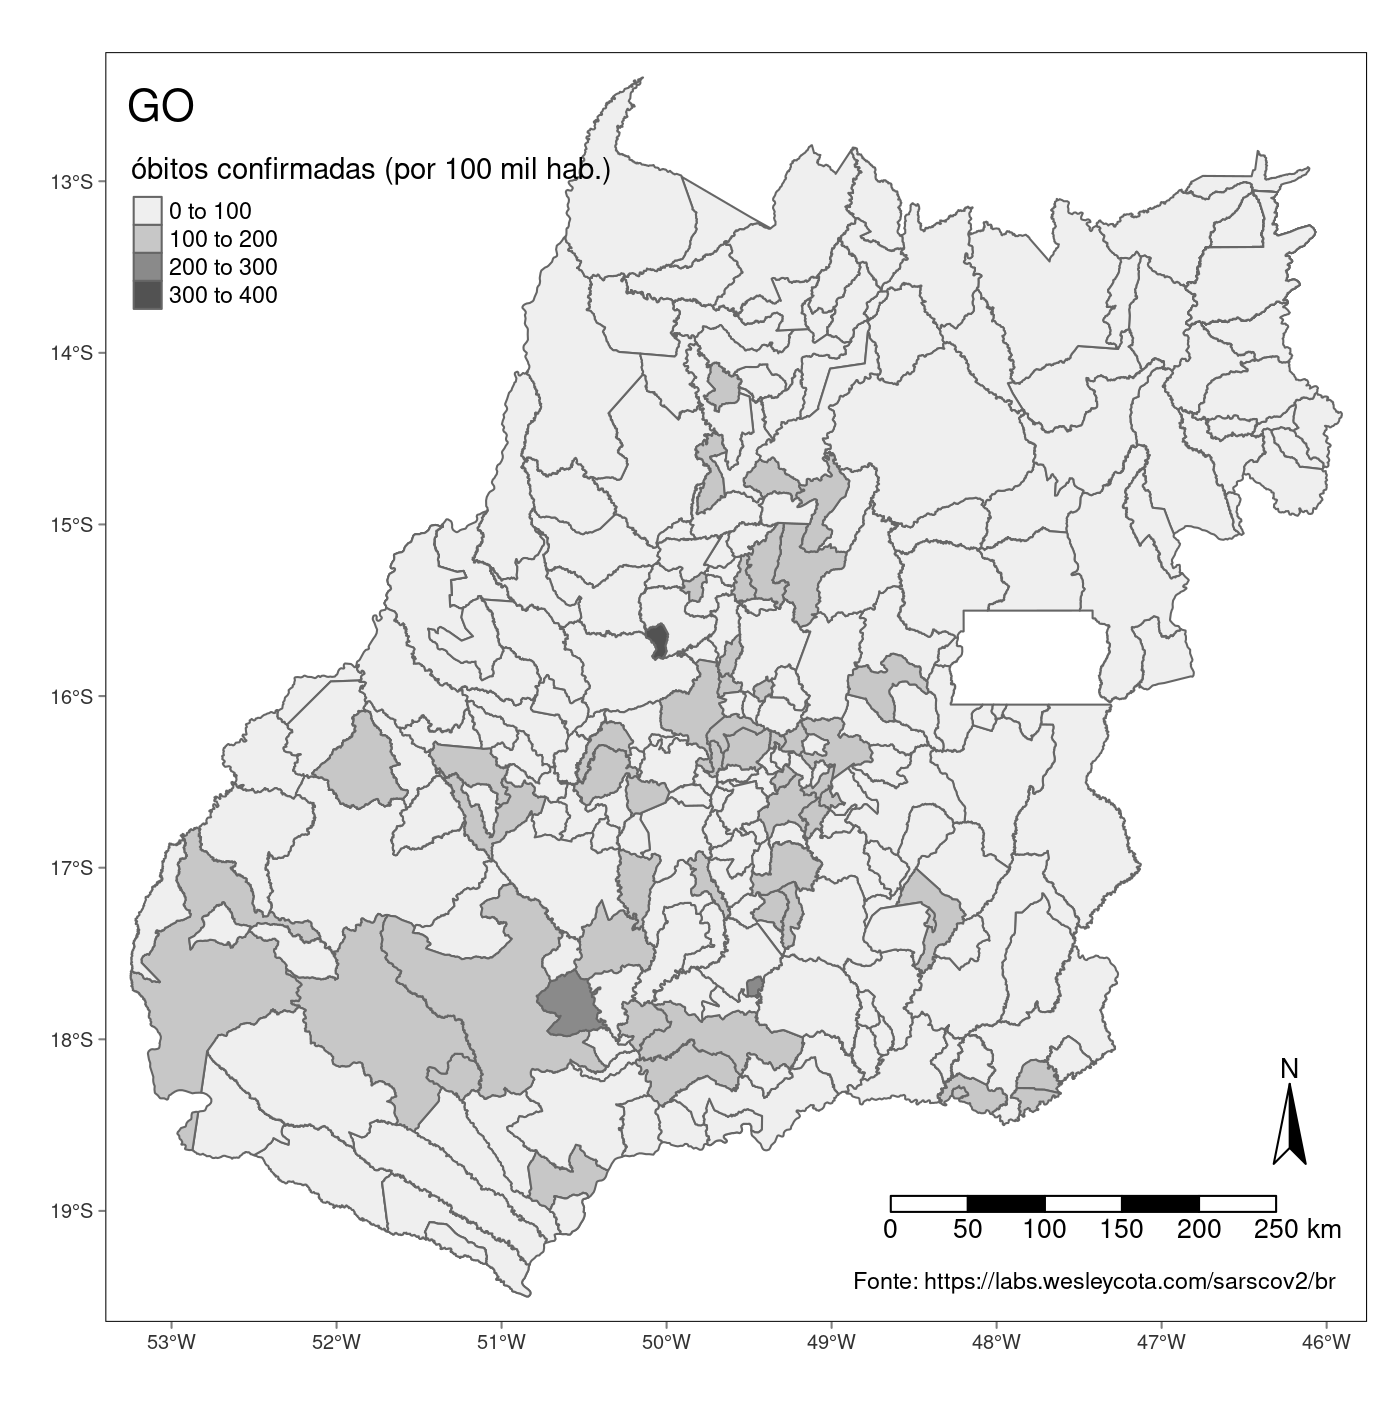 GO
óbitos confirmadas (por 100 mil hab.)
0 to 100
100 to 200
200 to 300
300 to 400
13°S
14°S
15°S
16°S
17°S
18°S
19°S
N
0 50 100 150 200 250 km
Fonte: https://labs.wesleycota.com/sarscov2/br
53°W 52°W 51°W 50°W 49°W 48°W 47°W 46°W